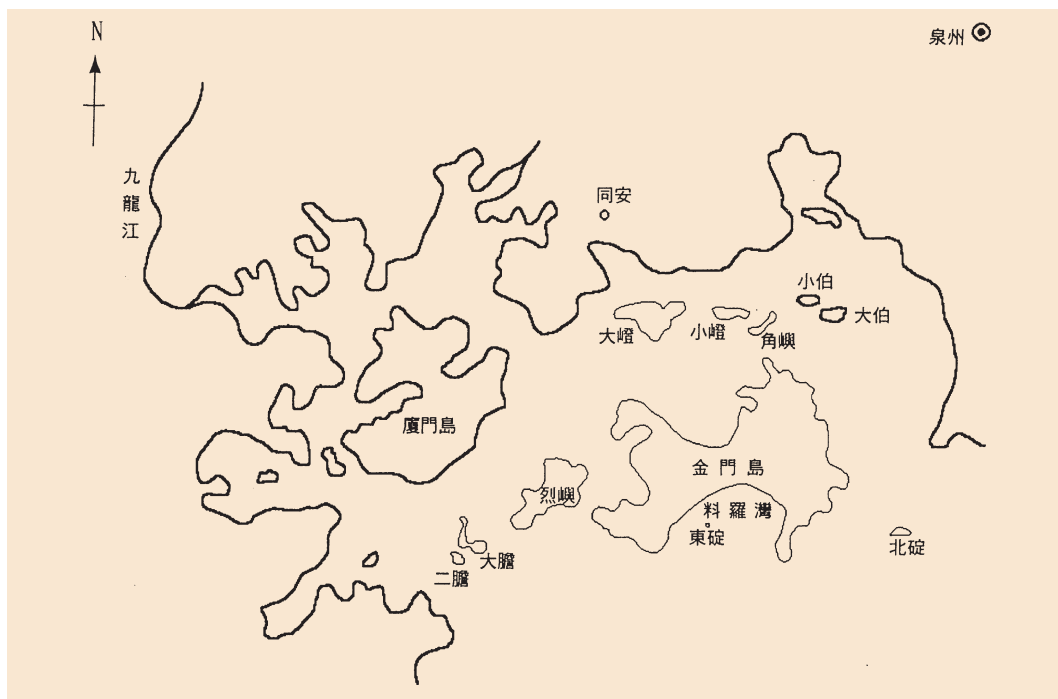 N
泉州
九龍江
同安
小伯
大伯
大嶝
小嶝
角嶼
廈門島
金門島
烈嶼
料羅灣
東碇
北碇
大膽
二膽